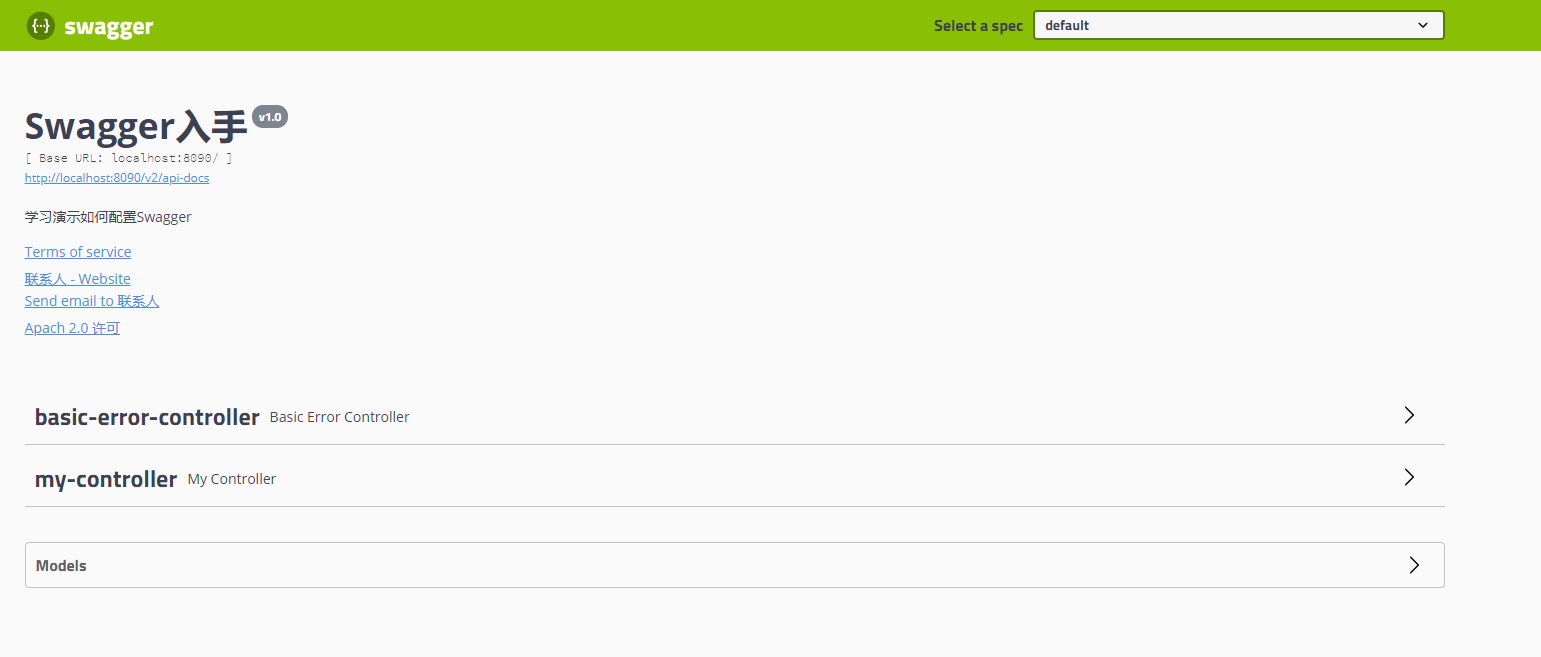 swagger
Select a spec default
Swagger入手 v1.0
[ Base URL: localhost:8090/ ]
http://localhost:8090/v2/api-docs
学习演示如何配置Swagger
Terms of service
联系人 - Website
Send email to 联系人
Apach 2.0 许可
basic-error-controller Basic Error Controller
my-controller My Controller
Models